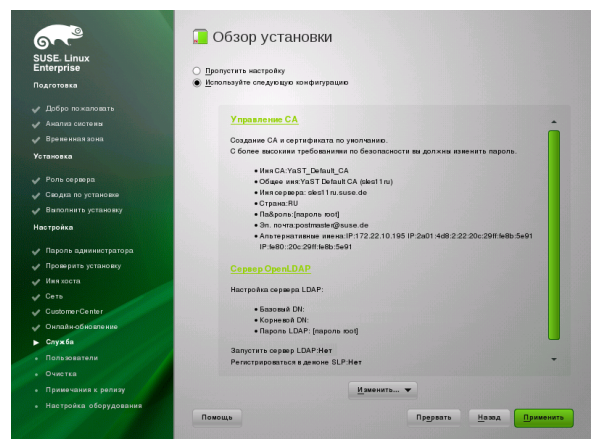 SUSE. Linux
Enterprise
Подготовка
Добро пожаловать
Анализ системы
Временная зона
Установка
Роль сервера
Сводка по установке
Выполнить установку
Настройка
Пароль администратора
Проверить установку
Имя хоста
Сеть
Customer Center
Онлайн-обновление
Служба
Пользователи
Очистка
Примечания к релизу
Настройка оборудования
Обзор установки
Пропустить настройку
Используйте следующую конфигурацию
Управление CA
Создание CA и сертификата по умолчанию.
С более высокими требованиями по безопасности вы должны изменить пароль.
Имя CA:YaST_Default_CA
Общее имя:YaST Default CA (sles11ru)
Имя сервера: sles11ru.suse.de
Страна:RU
Па&роль:[пароль root]
Эл. почта:postmaster@suse.de
Альтернативные имена:IP:172.22.10.195 IP:2a01:4d8:2:22:20c:29ff:fe8b:5e91
IP:fe80::20c:29ff:fe8b:5e91
Сервер OpenLDAP
Настройка сервера LDAP:
Базовый DN:
Корневой DN:
Пароль LDAP: [пароль root]
Запустить сервер LDAP:Нет
Регистрироваться в демоне SLP:Нет
Изменить...
Помощь
Прервать
Назад
Применить